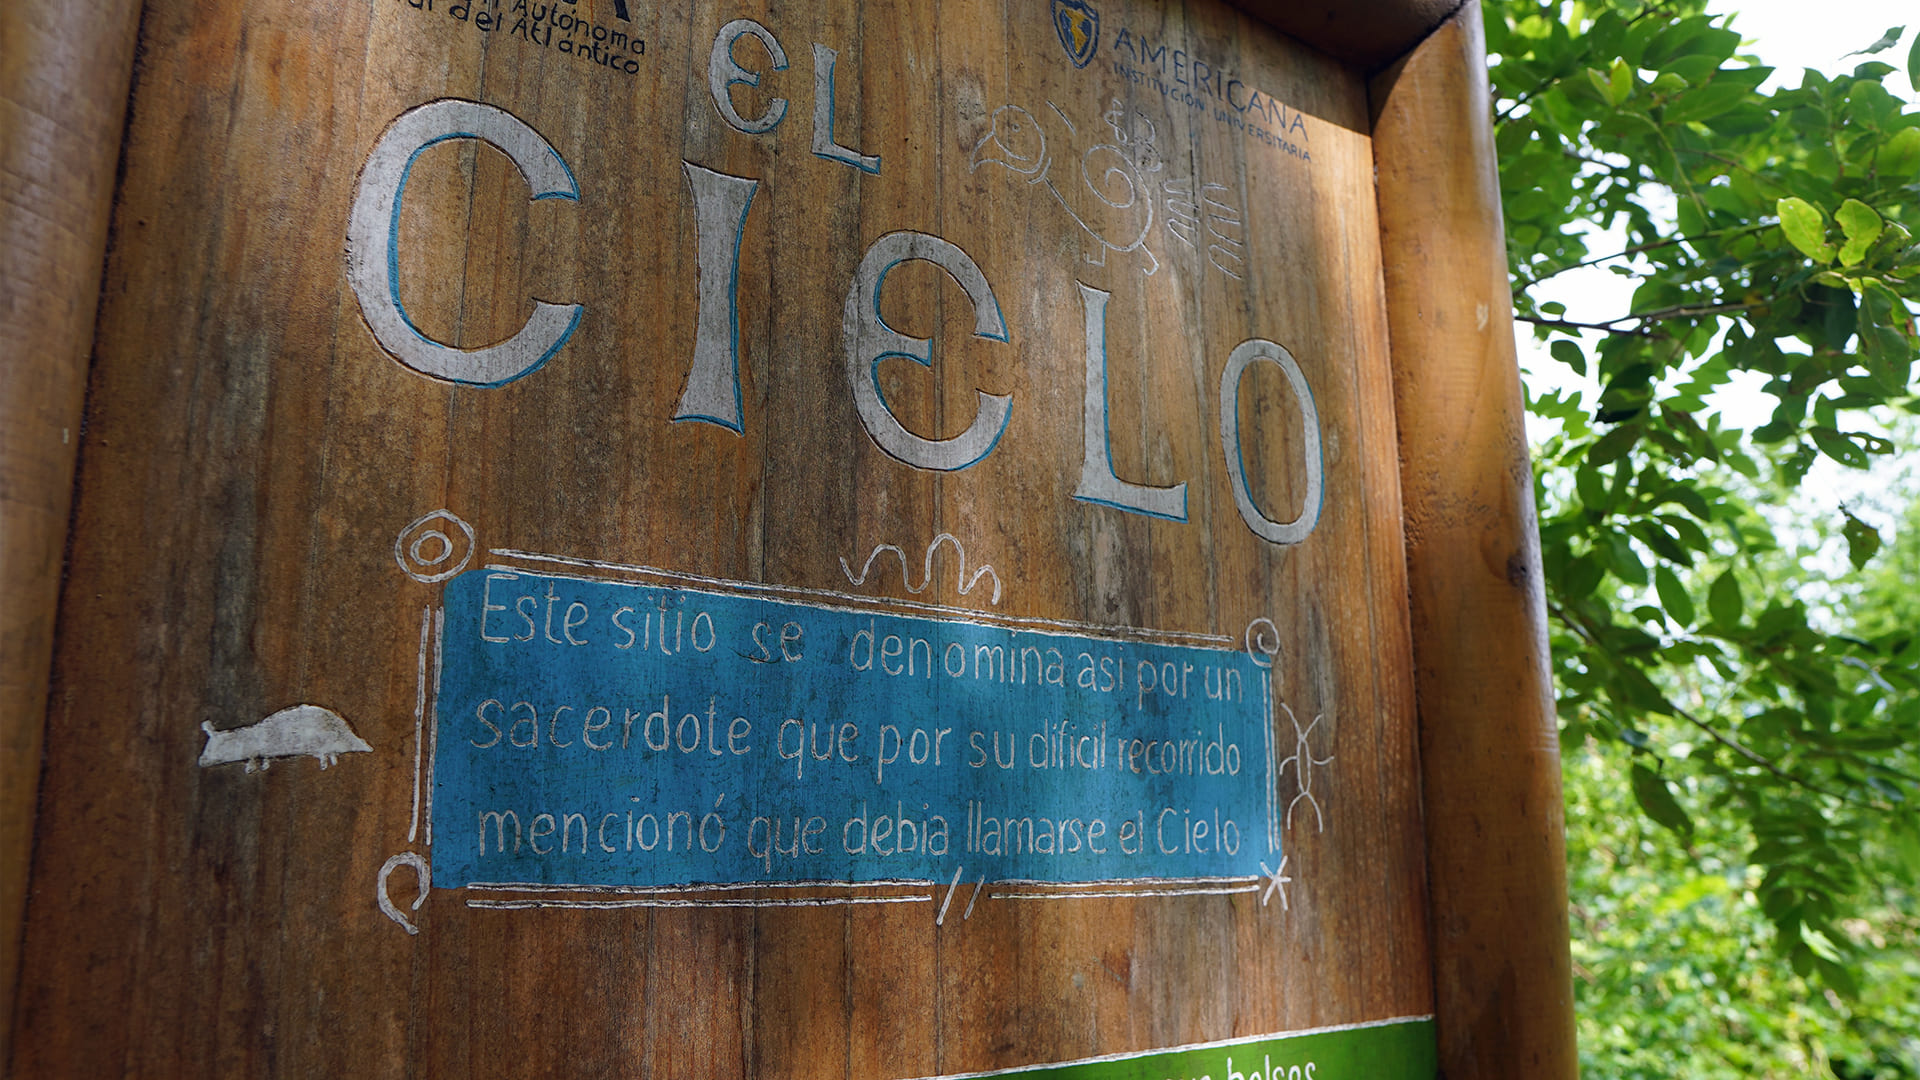 Autónoma
del Atlántico
AMERICANA
INSTITUCIÓN UNIVERSITARIA
EL
CIELO
Este sitio se denomina asi por un
sacerdote que por su dificil recorrido
mencionó que debia llamarse el Cielo
bolsas